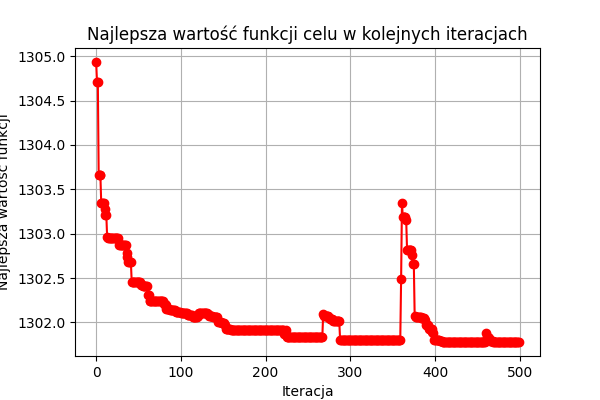 Najlepsza wartość funkcji celu w kolejnych iteracjach
1305.0
1304.5
1304.0
1303.5
1303.0
1302.5
1302.0
Najlepsza wartość funkcji
0 100 200 300 400 500
Iteracja